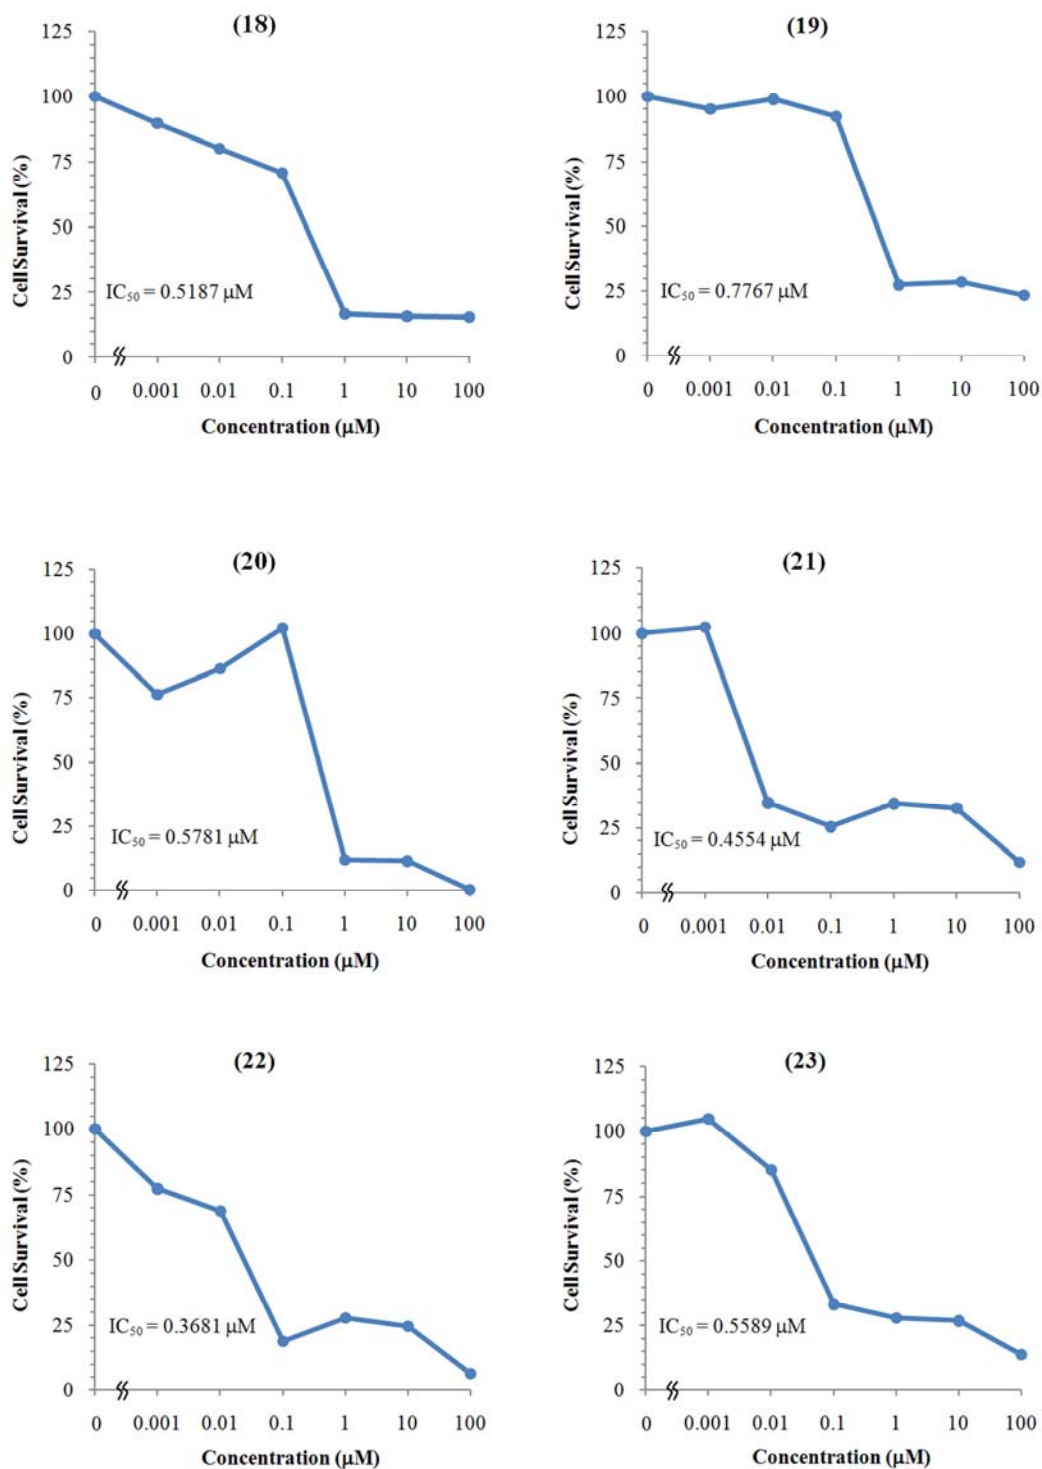 (18)
125
100
75
50
25
0
Cell Survival (%)
IC50 = 0.5187 µM
0 0.001 0.01 0.1 1 10 100
Concentration (µM)
(19)
125
100
75
50
25
0
Cell Survival (%)
IC50 = 0.7767 µM
0 0.001 0.01 0.1 1 10 100
Concentration (µM)
(20)
125
100
75
50
25
0
Cell Survival (%)
IC50 = 0.5781 µM
0 0.001 0.01 0.1 1 10 100
Concentration (µM)
(21)
125
100
75
50
25
0
Cell Survival (%)
IC50 = 0.4554 µM
0 0.001 0.01 0.1 1 10 100
Concentration (µM)
(22)
125
100
75
50
25
0
Cell Survival (%)
IC50 = 0.3681 µM
0 0.001 0.01 0.1 1 10 100
Concentration (µM)
(23)
125
100
75
50
25
0
Cell Survival (%)
IC50 = 0.5589 µM
0 0.001 0.01 0.1 1 10 100
Concentration (µM)